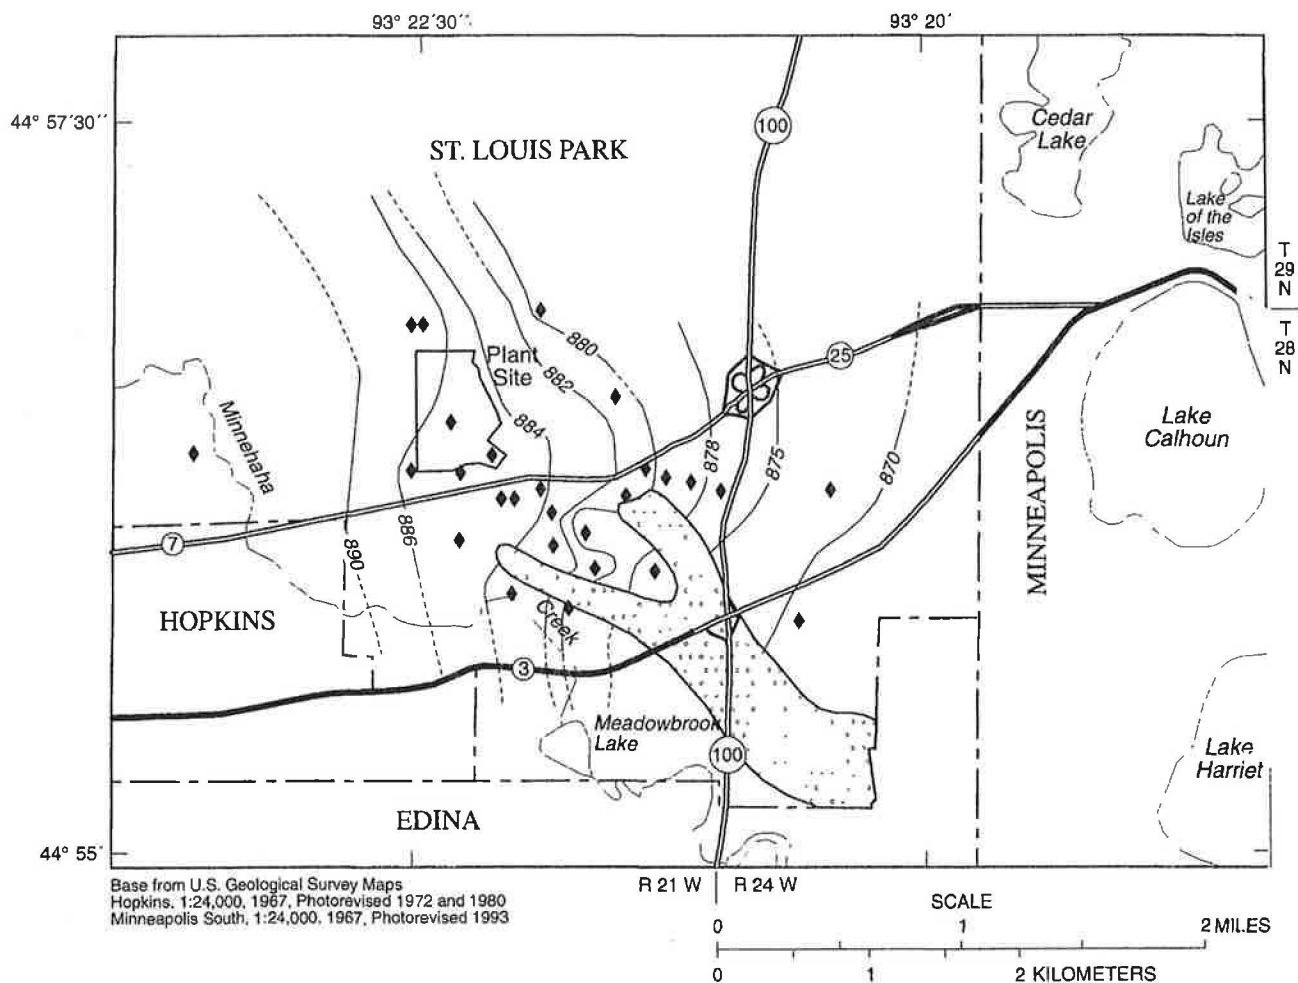 93° 22'30''
93° 20'
44° 57'30''
100
ST. LOUIS PARK
Cedar
Lake
Lake
of the
Isles
T
29
N
T
28
N
880
Plant
Site
882
884
25
878
875
870
Lake
Calhoun
MINNEAPOLIS
Minnehaha
7
890
886
HOPKINS
Creek
3
Meadowbrook
Lake
100
Lake
Harriet
EDINA
44° 55'
Base from U.S. Geological Survey Maps
Hopkins, 1:24,000, 1967, Photorevised 1972 and 1980
Minneapolis South, 1:24,000, 1967, Photorevised 1993
R 21 W
R 24 W
SCALE
0 1 2 MILES
0 1 2 KILOMETERS